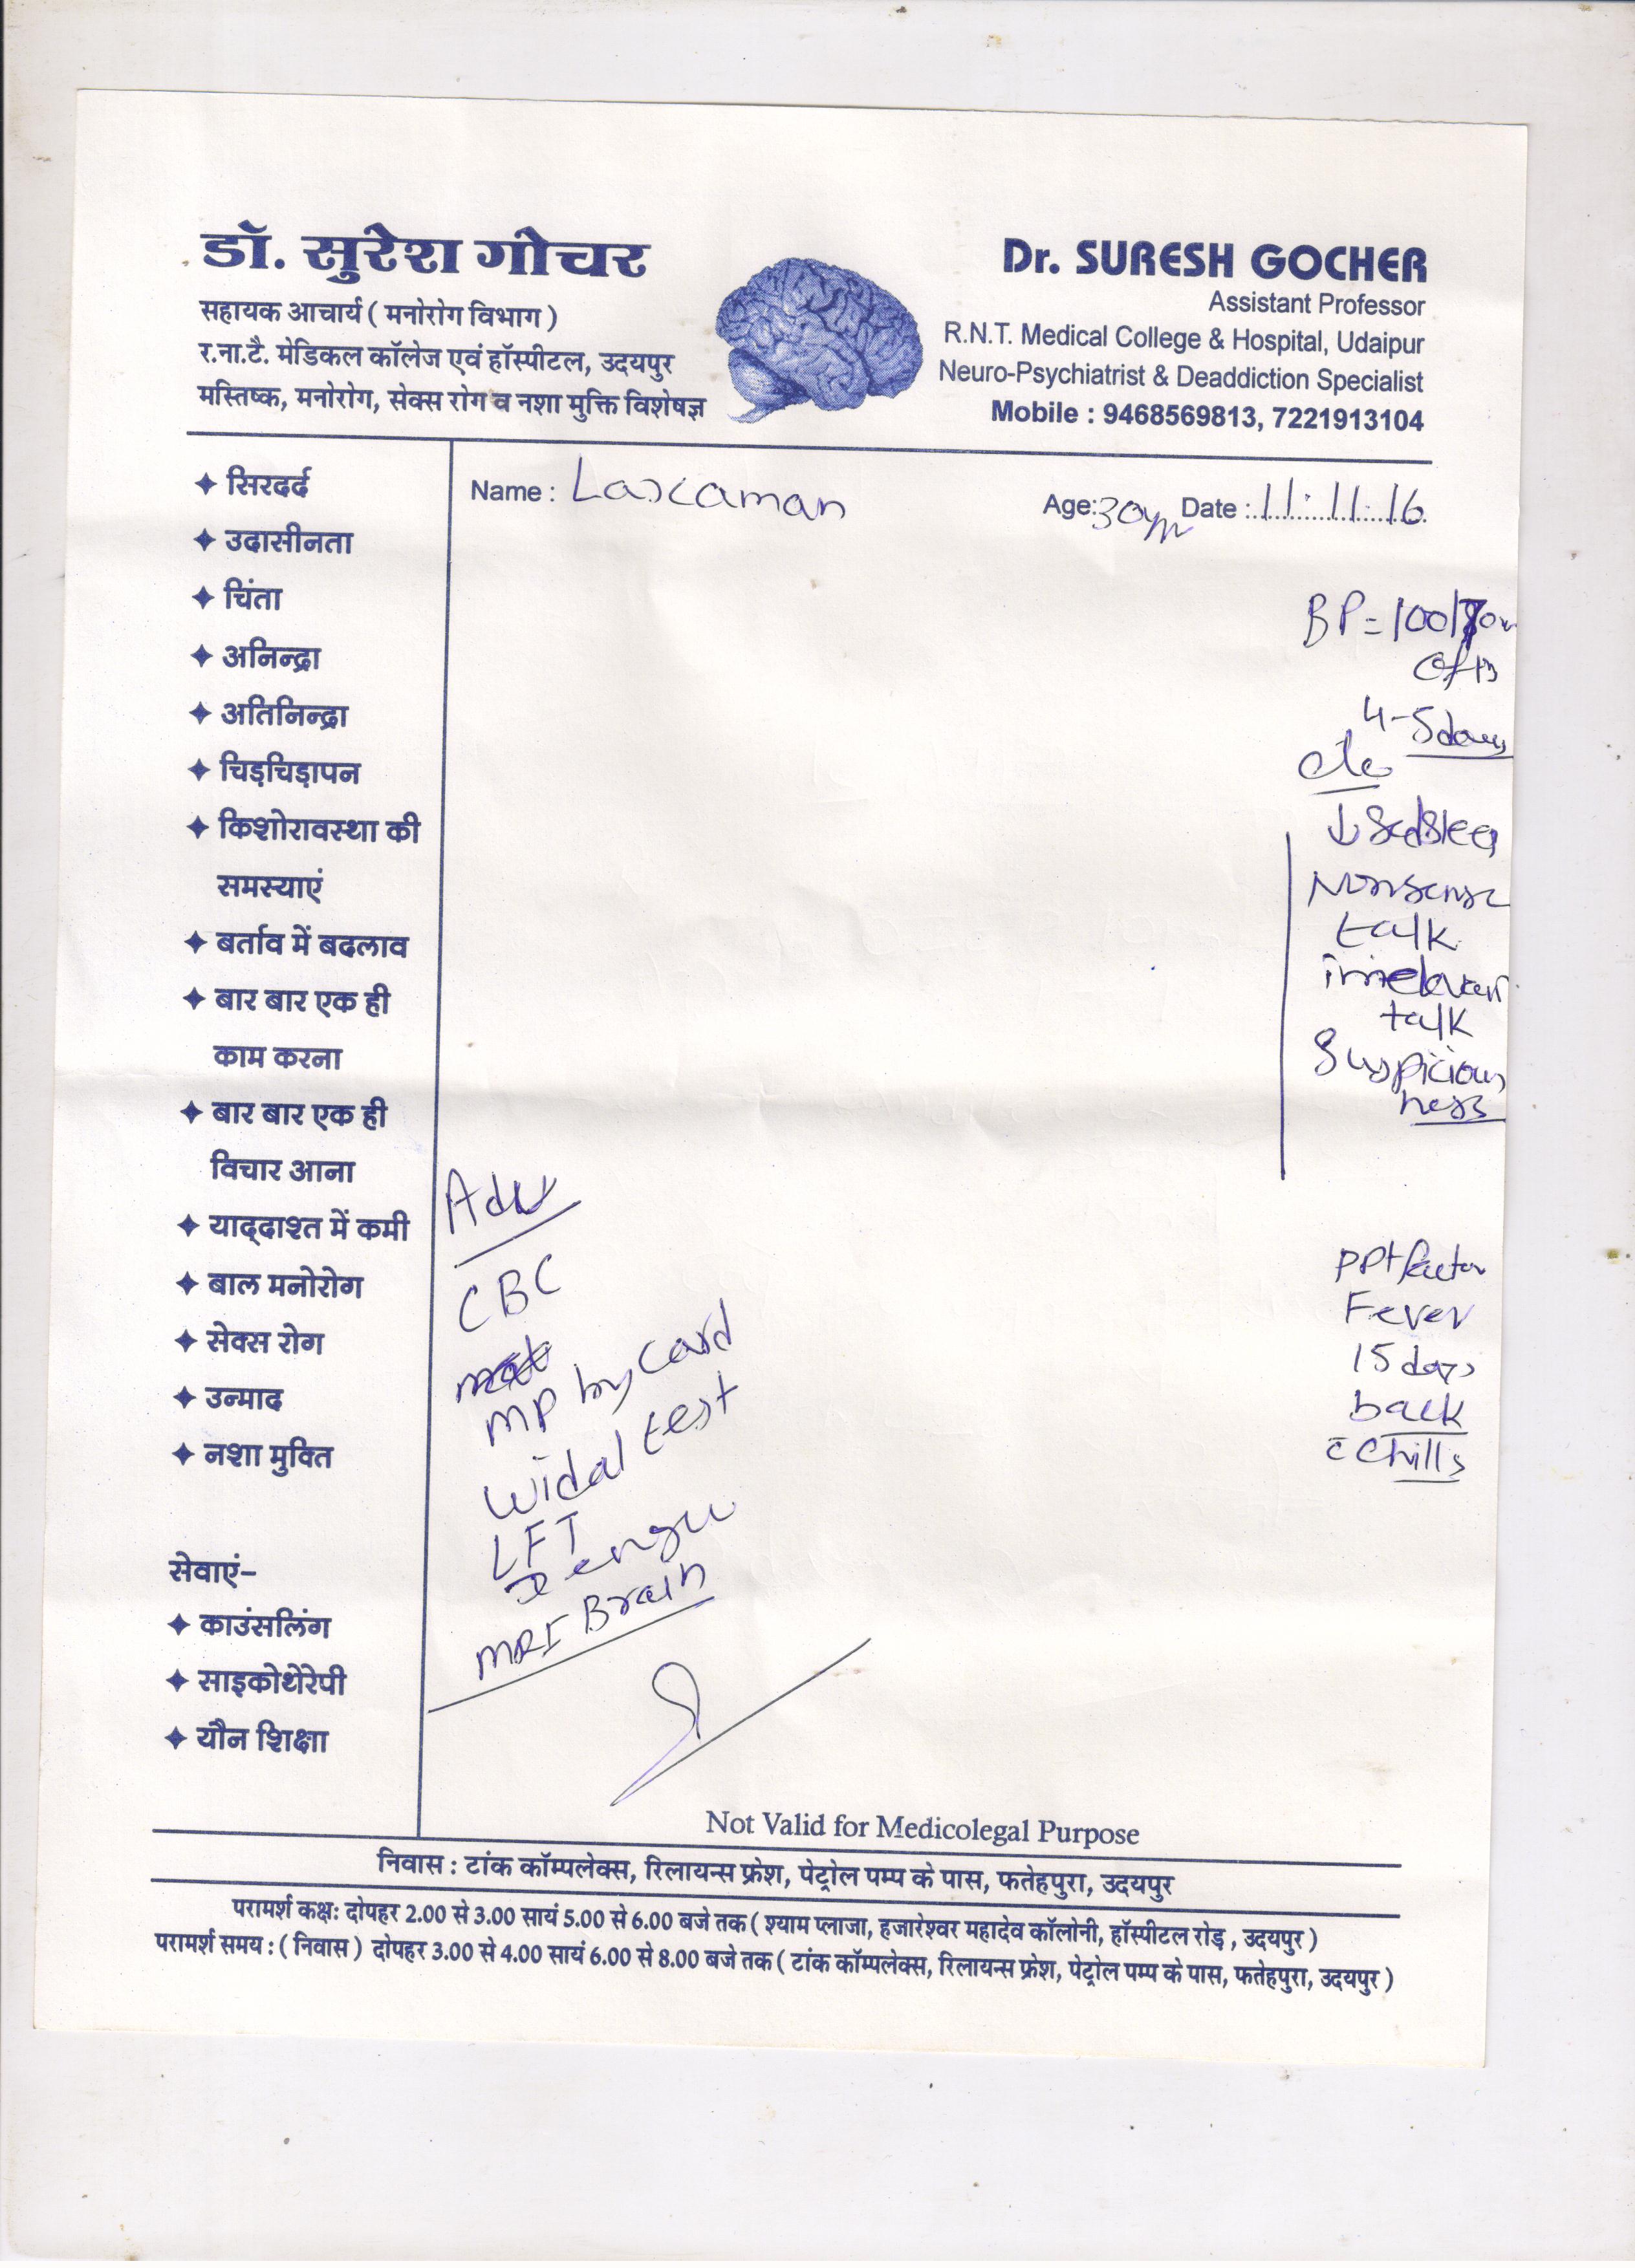 डॉ. सुरेश गोचर
सहायक आचार्य ( मनोरोग विभाग )
र.ना.टै. मेडिकल कॉलेज एवं हॉस्पीटल, उदयपुर
मस्तिष्क, मनोरोग, सेक्स रोग व नशा मुक्ति विशेषज्ञ
Dr. SURESH GOCHER
Assistant Professor
R.N.T. Medical College & Hospital, Udaipur
Neuro-Psychiatrist & Deaddiction Specialist
Mobile : 9468569813, 7221913104
Name : Laxcaman Age: 30 Date : 11.11.16
✦ सिरदर्द
✦ उदासीनता
✦ चिंता
✦ अनिन्द्रा
✦ अतिनिन्द्रा
✦ चिड़चिड़ापन
✦ किशोरावस्था की
समस्याएं
✦ बर्ताव में बदलाव
✦ बार बार एक ही
काम करना
✦ बार बार एक ही
विचार आना
✦ याद्दाश्त में कमी
✦ बाल मनोरोग
✦ सेक्स रोग
✦ उन्माद
✦ नशा मुक्ति
सेवाएं-
✦ काउंसलिंग
✦ साइकोथेरेपी
✦ यौन शिक्षा
BP = 100/70
4-5 days
c/o
↓ sleep
Nonsense
talk
irrelevant
talk
Suspicious
ness
ppt factor
Fever
15 days
back
c̄ chills
Adv
CBC
MP by card
Widal test
LFT
Dengu
MRI Brain
Not Valid for Medicolegal Purpose
निवास : टांक कॉम्पलेक्स, रिलायन्स फ्रेश, पेट्रोल पम्प के पास, फतेहपुरा, उदयपुर
परामर्श कक्ष: दोपहर 2.00 से 3.00 सायं 5.00 से 6.00 बजे तक ( श्याम प्लाजा, हजारेश्वर महादेव कॉलोनी, हॉस्पीटल रोड़ , उदयपुर )
परामर्श समय : ( निवास ) दोपहर 3.00 से 4.00 सायं 6.00 से 8.00 बजे तक ( टांक कॉम्पलेक्स, रिलायन्स फ्रेश, पेट्रोल पम्प के पास, फतेहपुरा, उदयपुर )